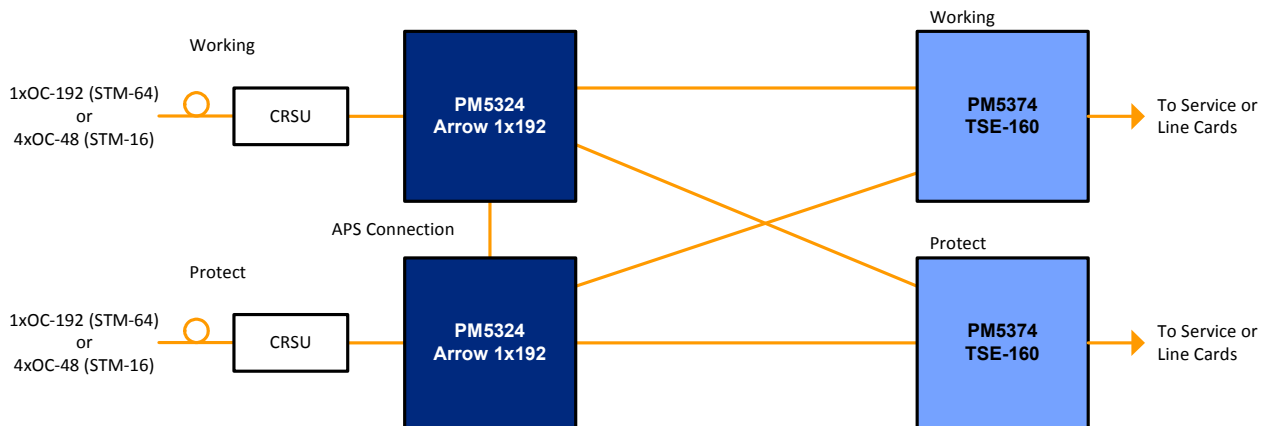 Working
1xOC-192 (STM-64)
or
4xOC-48 (STM-16)
CRSU
PM5324
Arrow 1x192
Working
PM5374
TSE-160
To Service or
Line Cards
APS Connection
Protect
1xOC-192 (STM-64)
or
4xOC-48 (STM-16)
CRSU
PM5324
Arrow 1x192
Protect
PM5374
TSE-160
To Service or
Line Cards